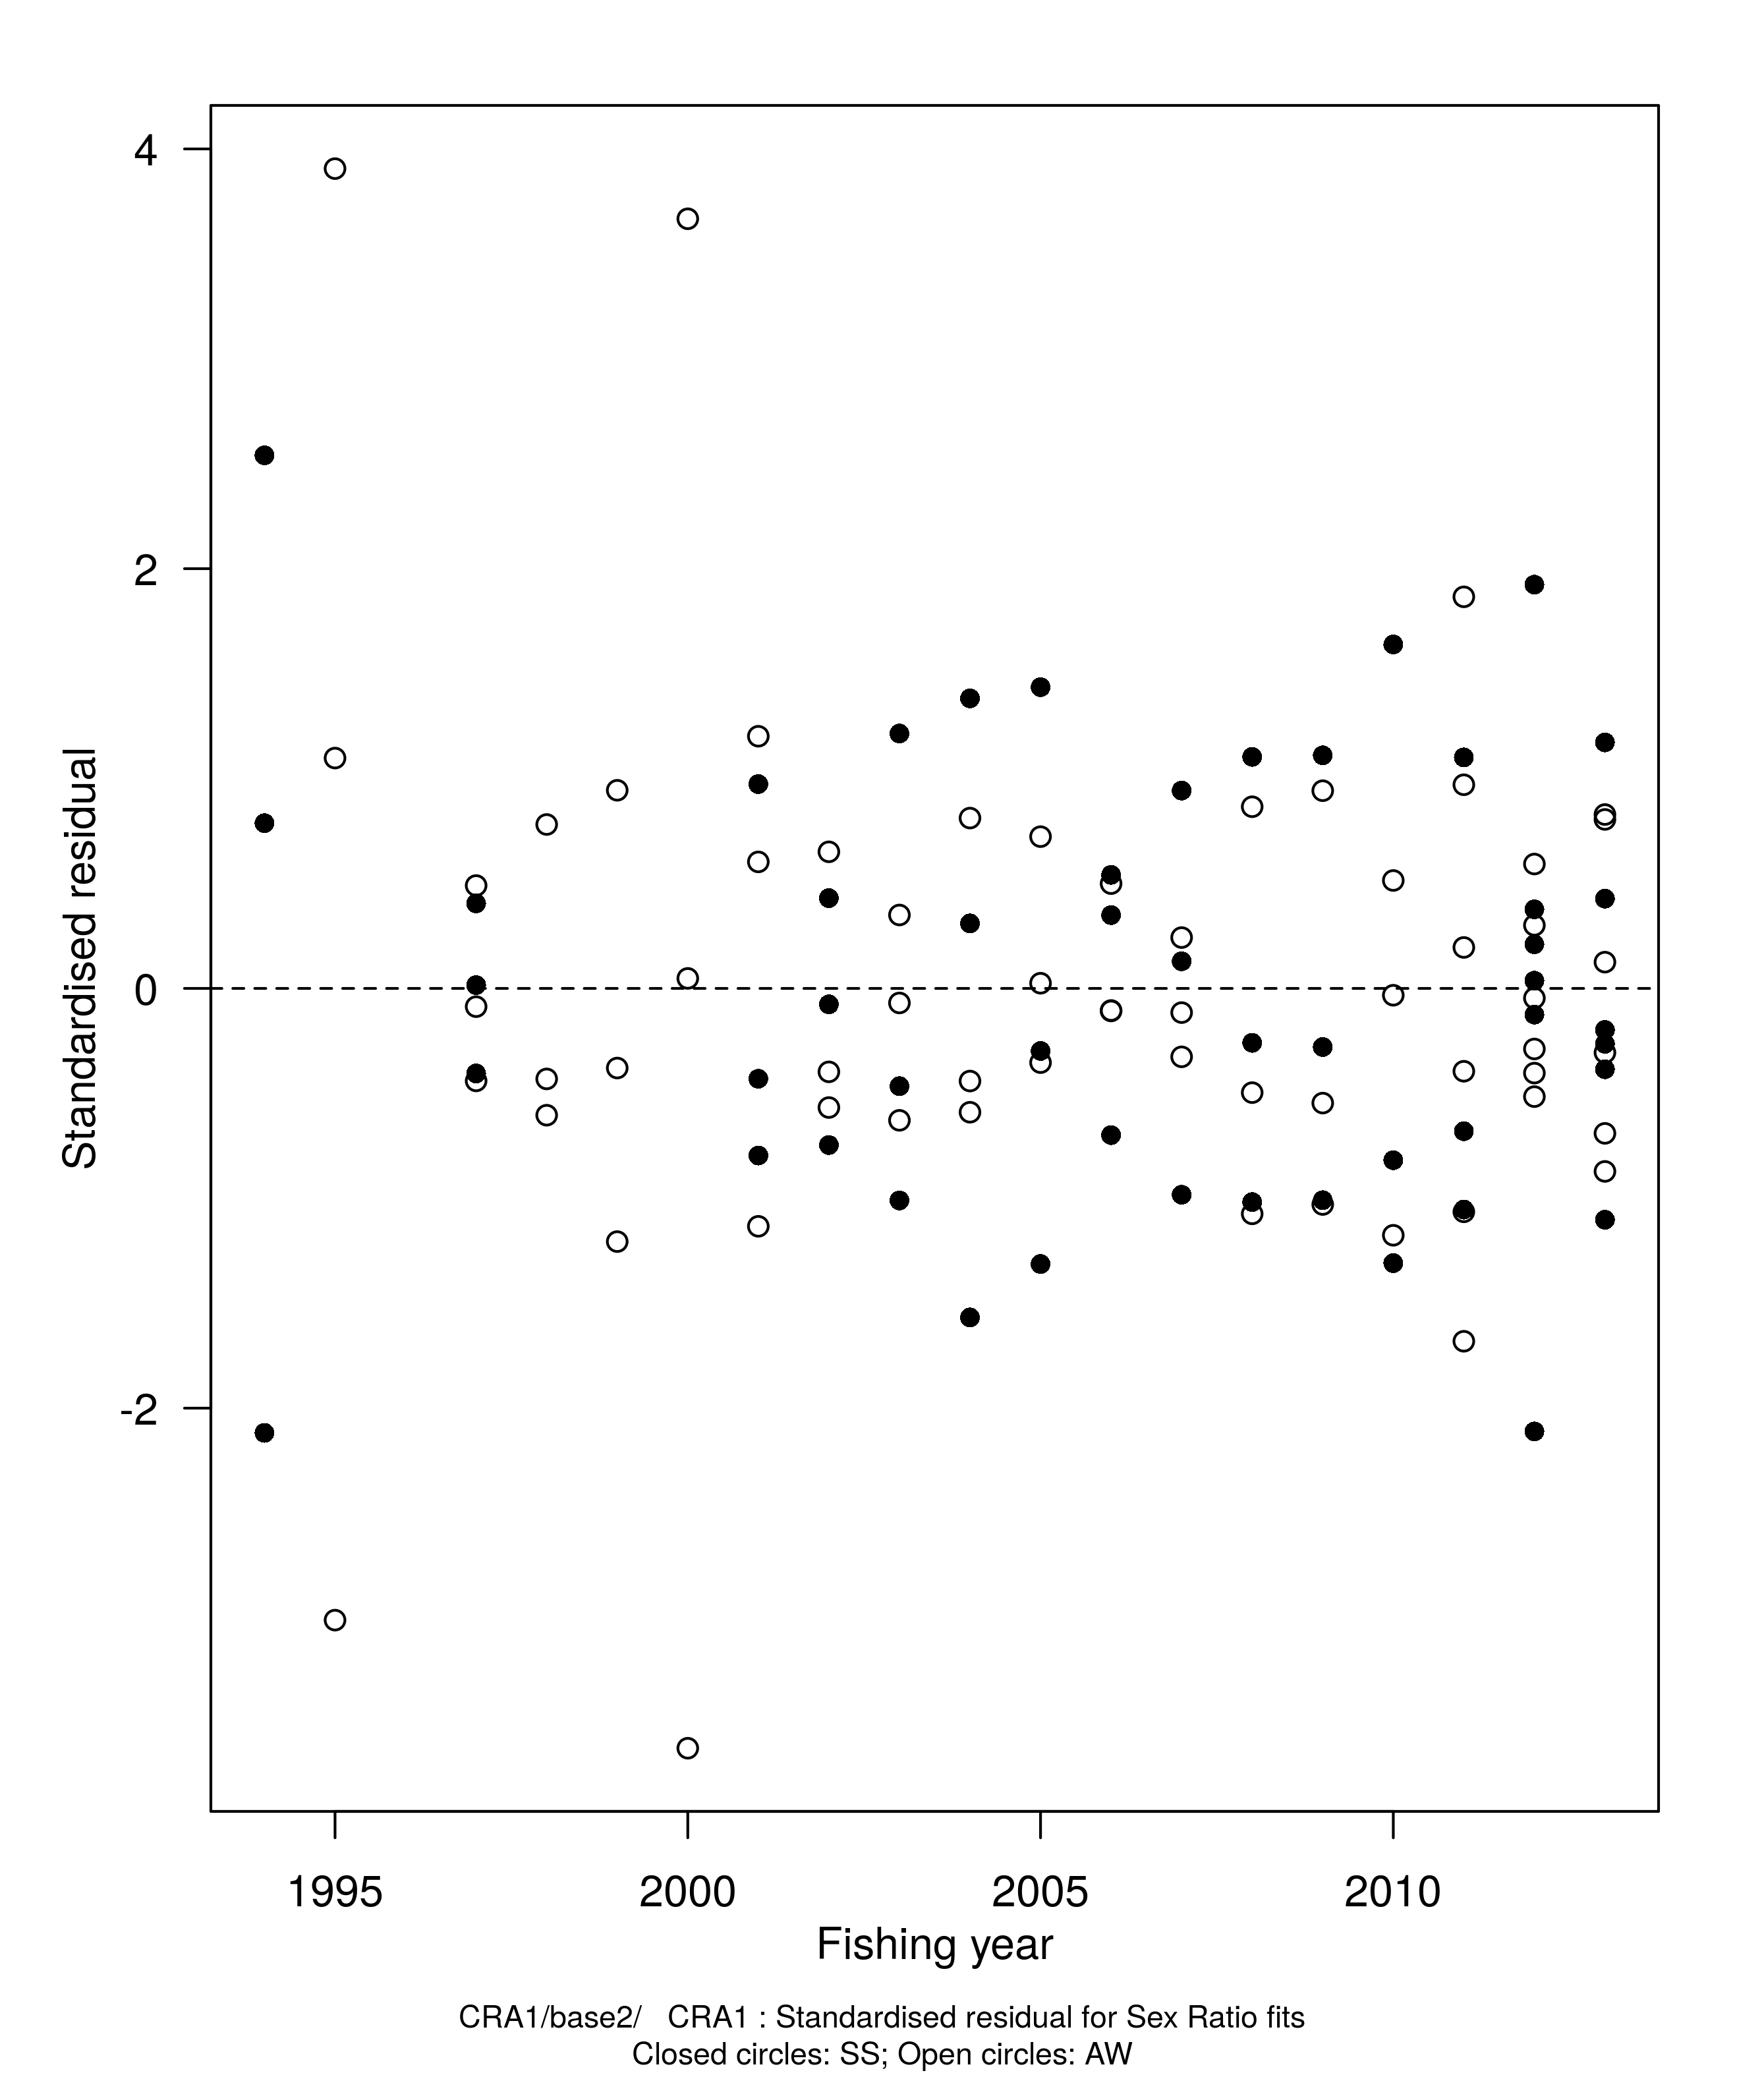 4
2
0
-2
Standardised residual
1995 2000 2005 2010
Fishing year
CRA1/base2/ CRA1 : Standardised residual for Sex Ratio fits
Closed circles: SS; Open circles: AW